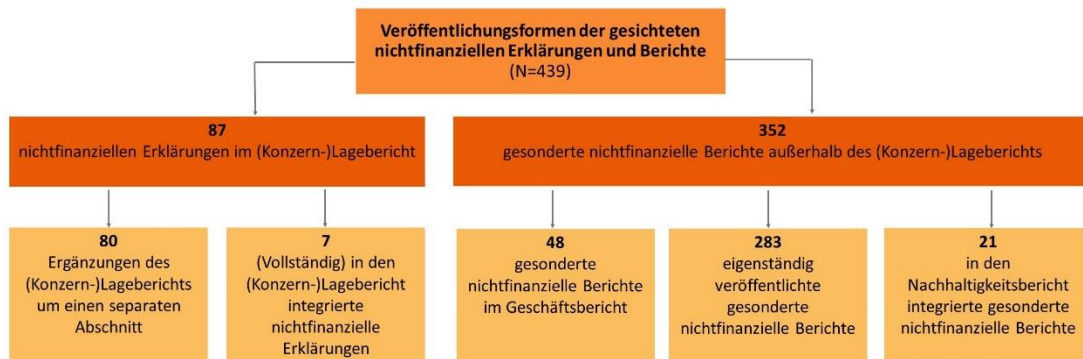 Veröffentlichungsformen der gesichteten
nichtfinanziellen Erklärungen und Berichte
(N=439)
87
nichtfinanziellen Erklärungen im (Konzern-)Lagebericht
352
gesonderte nichtfinanzielle Berichte außerhalb des (Konzern-)Lageberichts
80
Ergänzungen des
(Konzern-)Lageberichts
um einen separaten
Abschnitt
7
(Vollständig) in den
(Konzern-)Lagebericht
integrierte
nichtfinanzielle
Erklärungen
48
gesonderte
nichtfinanzielle Berichte
im Geschäftsbericht
283
eigenständig
veröffentlichte
gesonderte
nichtfinanzielle Berichte
21
in den
Nachhaltigkeitsbericht
integrierte gesonderte
nichtfinanzielle Berichte